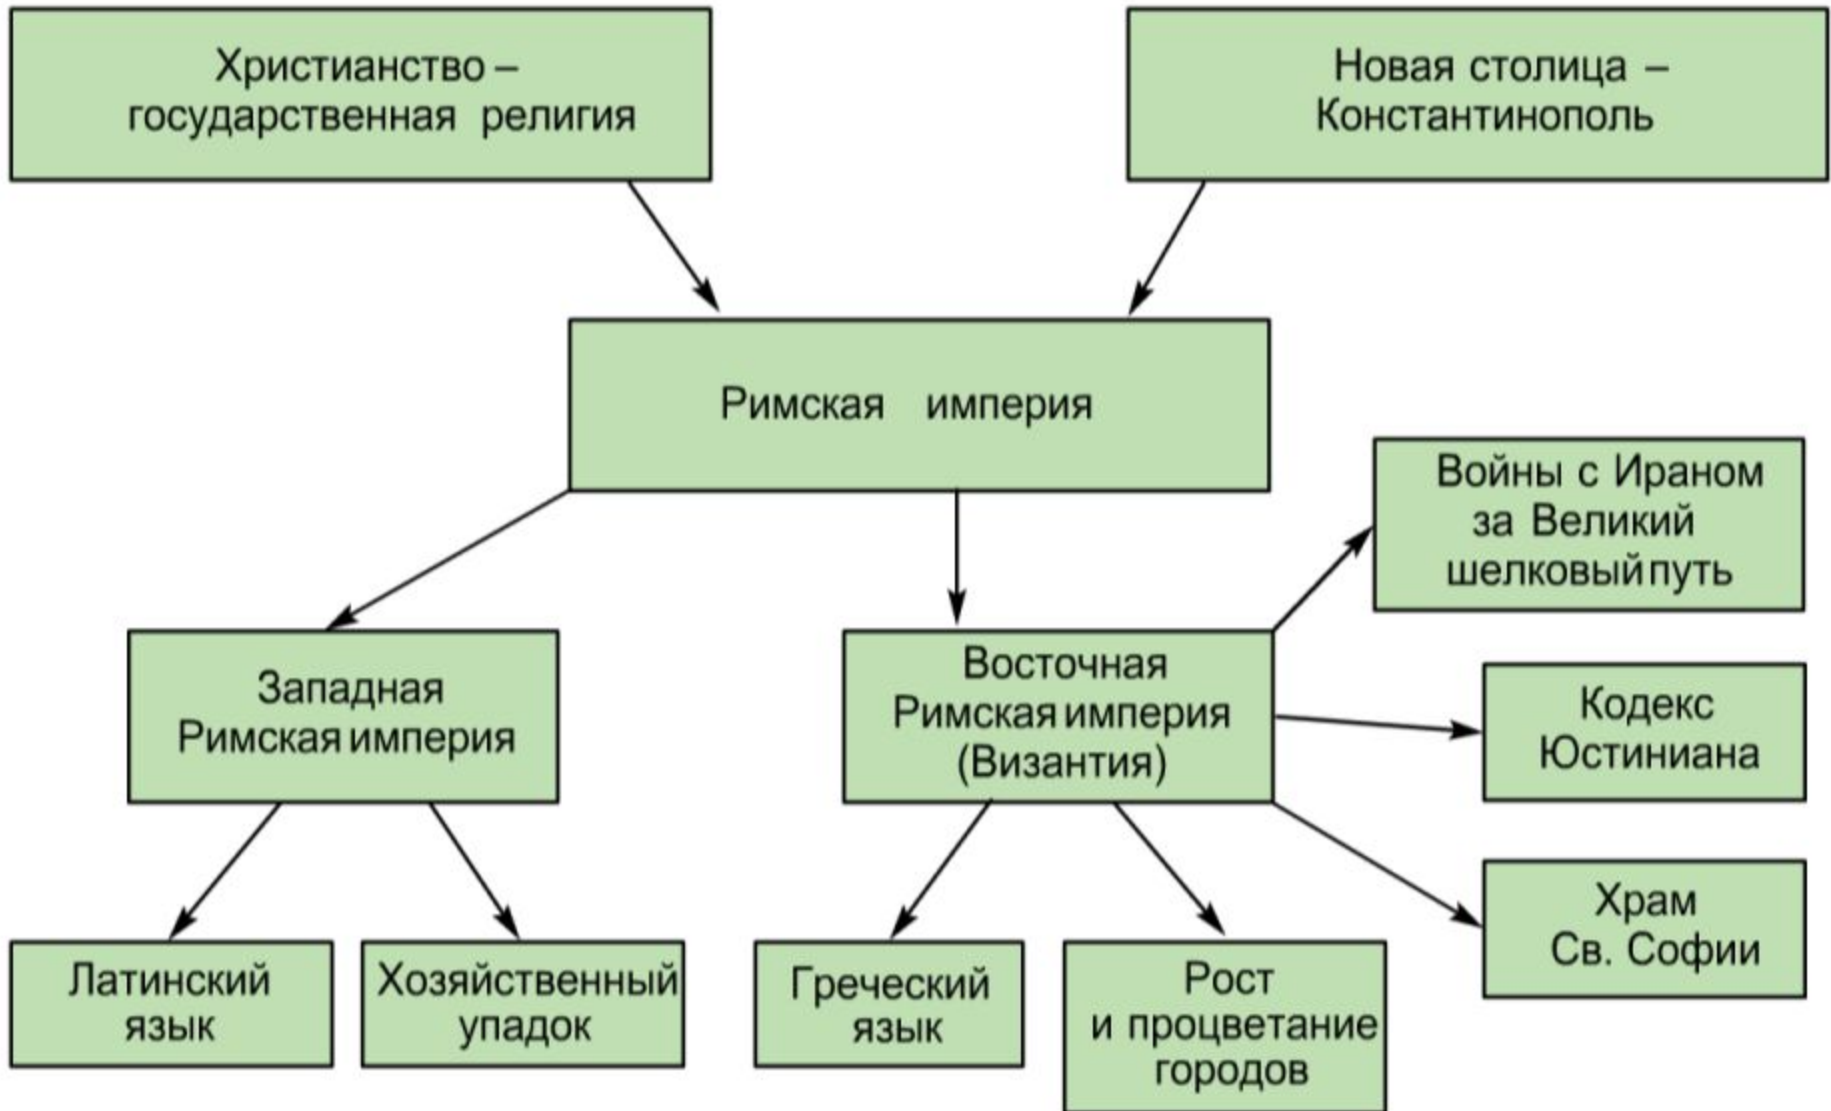 Христианство –
государственная религия
Новая столица –
Константинополь
Римская империя
Войны с Ираном
за Великий
шелковый путь
Западная
Римская империя
Восточная
Римская империя
(Византия)
Кодекс
Юстиниана
Храм
Св. Софии
Латинский
язык
Хозяйственный
упадок
Греческий
язык
Рост
и процветание
городов